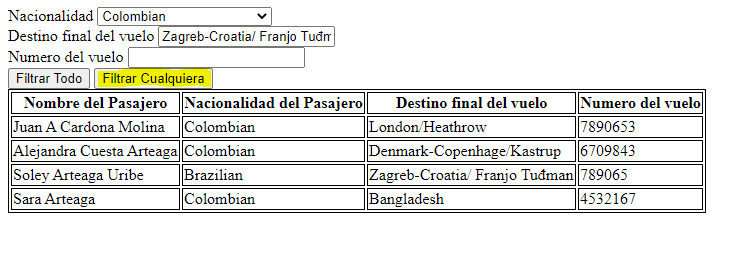 Nacionalidad Colombian
Destino final del vuelo Zagreb-Croatia/ Franjo Tuđm
Numero del vuelo
Filtrar Todo Filtrar Cualquiera
Nombre del Pasajero Nacionalidad del Pasajero Destino final del vuelo Numero del vuelo
Juan A Cardona Molina Colombian London/Heathrow 7890653
Alejandra Cuesta Arteaga Colombian Denmark-Copenhage/Kastrup 6709843
Soley Arteaga Uribe Brazilian Zagreb-Croatia/ Franjo Tuđman 789065
Sara Arteaga Colombian Bangladesh 4532167